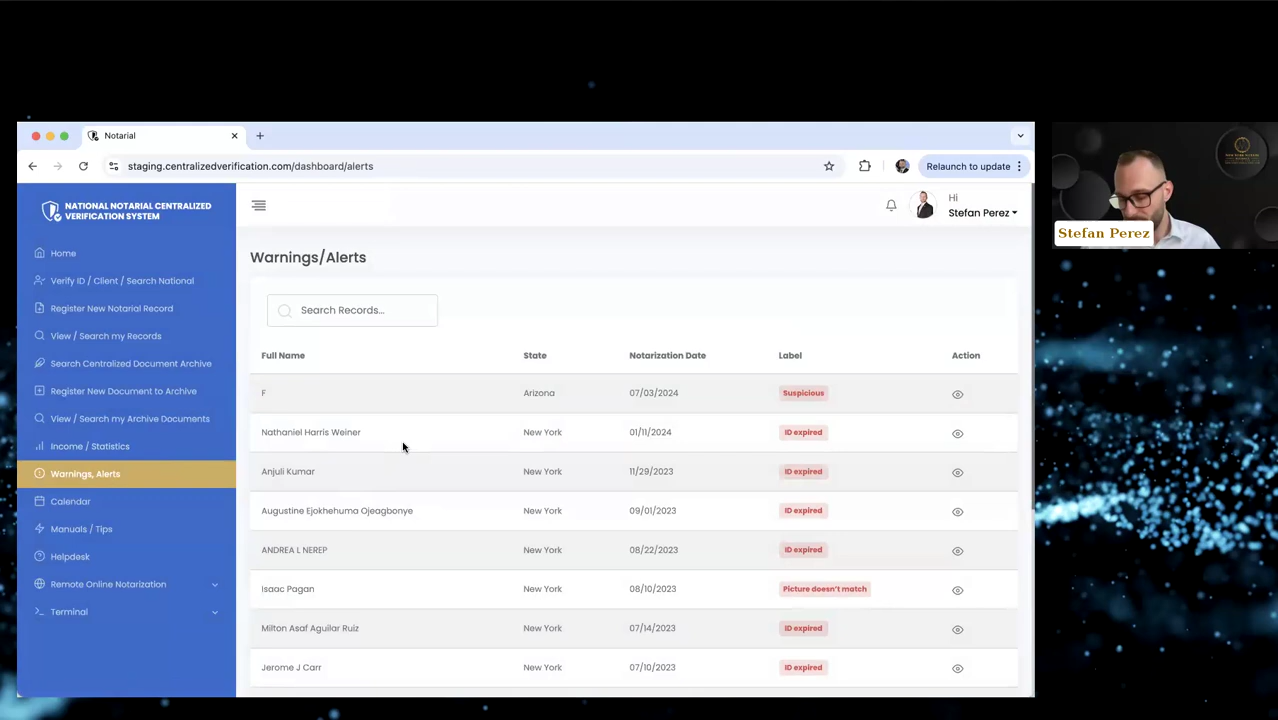 Notarial
staging.centralizedverification.com/dashboard/alerts
Relaunch to update
NATIONAL NOTARIAL CENTRALIZED
VERIFICATION SYSTEM
Home
Verify ID / Client / Search National
Register New Notarial Record
View / Search my Records
Search Centralized Document Archive
Register New Document to Archive
View / Search my Archive Documents
Income / Statistics
Warnings, Alerts
Calendar
Manuals / Tips
Helpdesk
Remote Online Notarization
Terminal
Hi
Stefan Perez
Warnings/Alerts
Search Records...
Full Name State Notarization Date Label Action
F Arizona 07/03/2024 Suspicious
Nathaniel Harris Weiner New York 01/11/2024 ID expired
Anjuli Kumar New York 11/29/2023 ID expired
Augustine Ejokhehuma Ojeagbonye New York 09/01/2023 ID expired
ANDREA L NEREP New York 08/22/2023 ID expired
Isaac Pagan New York 08/10/2023 Picture doesn't match
Milton Asaf Aguilar Ruiz New York 07/14/2023 ID expired
Jerome J Carr New York 07/10/2023 ID expired
Stefan Perez